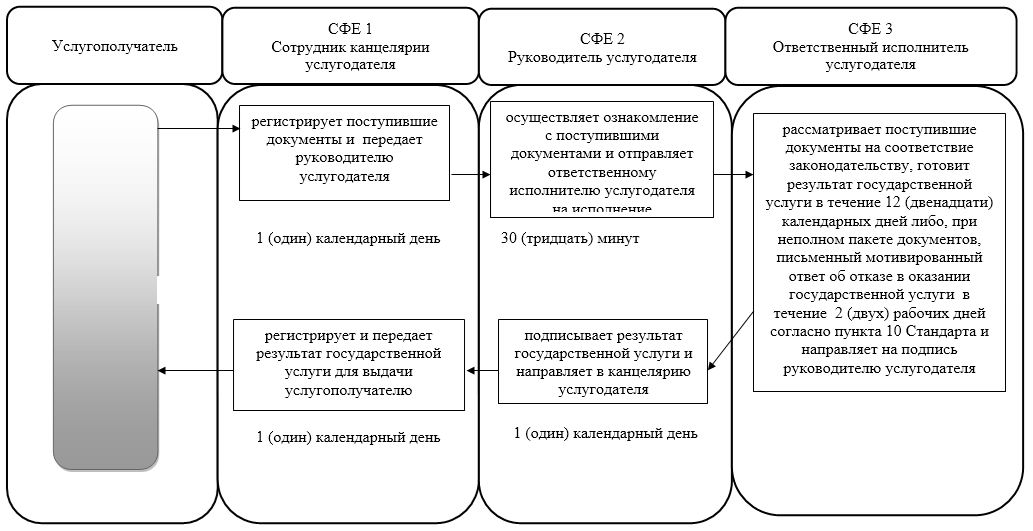 Услугополучатель
СФЕ 1
Сотрудник канцелярии
услугодателя
СФЕ 2
Руководитель услугодателя
СФЕ 3
Ответственный исполнитель
услугодателя
регистрирует поступившие
документы и передает
руководителю
услугодателя
1 (один) календарный день
осуществляет ознакомление
с поступившими
документами и отправляет
ответственному
исполнителю услугодателя
на исполнение
30 (тридцать) минут
рассматривает поступившие
документы на соответствие
законодательству, готовит
результат государственной
услуги в течение 12 (двенадцати)
календарных дней либо, при
неполном пакете документов,
письменный мотивированный
ответ об отказе в оказании
государственной услуги в
течение 2 (двух) рабочих дней
согласно пункта 10 Стандарта и
направляет на подпись
руководителю услугодателя
подписывает результат
государственной услуги и
направляет в канцелярию
услугодателя
1 (один) календарный день
регистрирует и передает
результат государственной
услуги для выдачи
услугополучателю
1 (один) календарный день